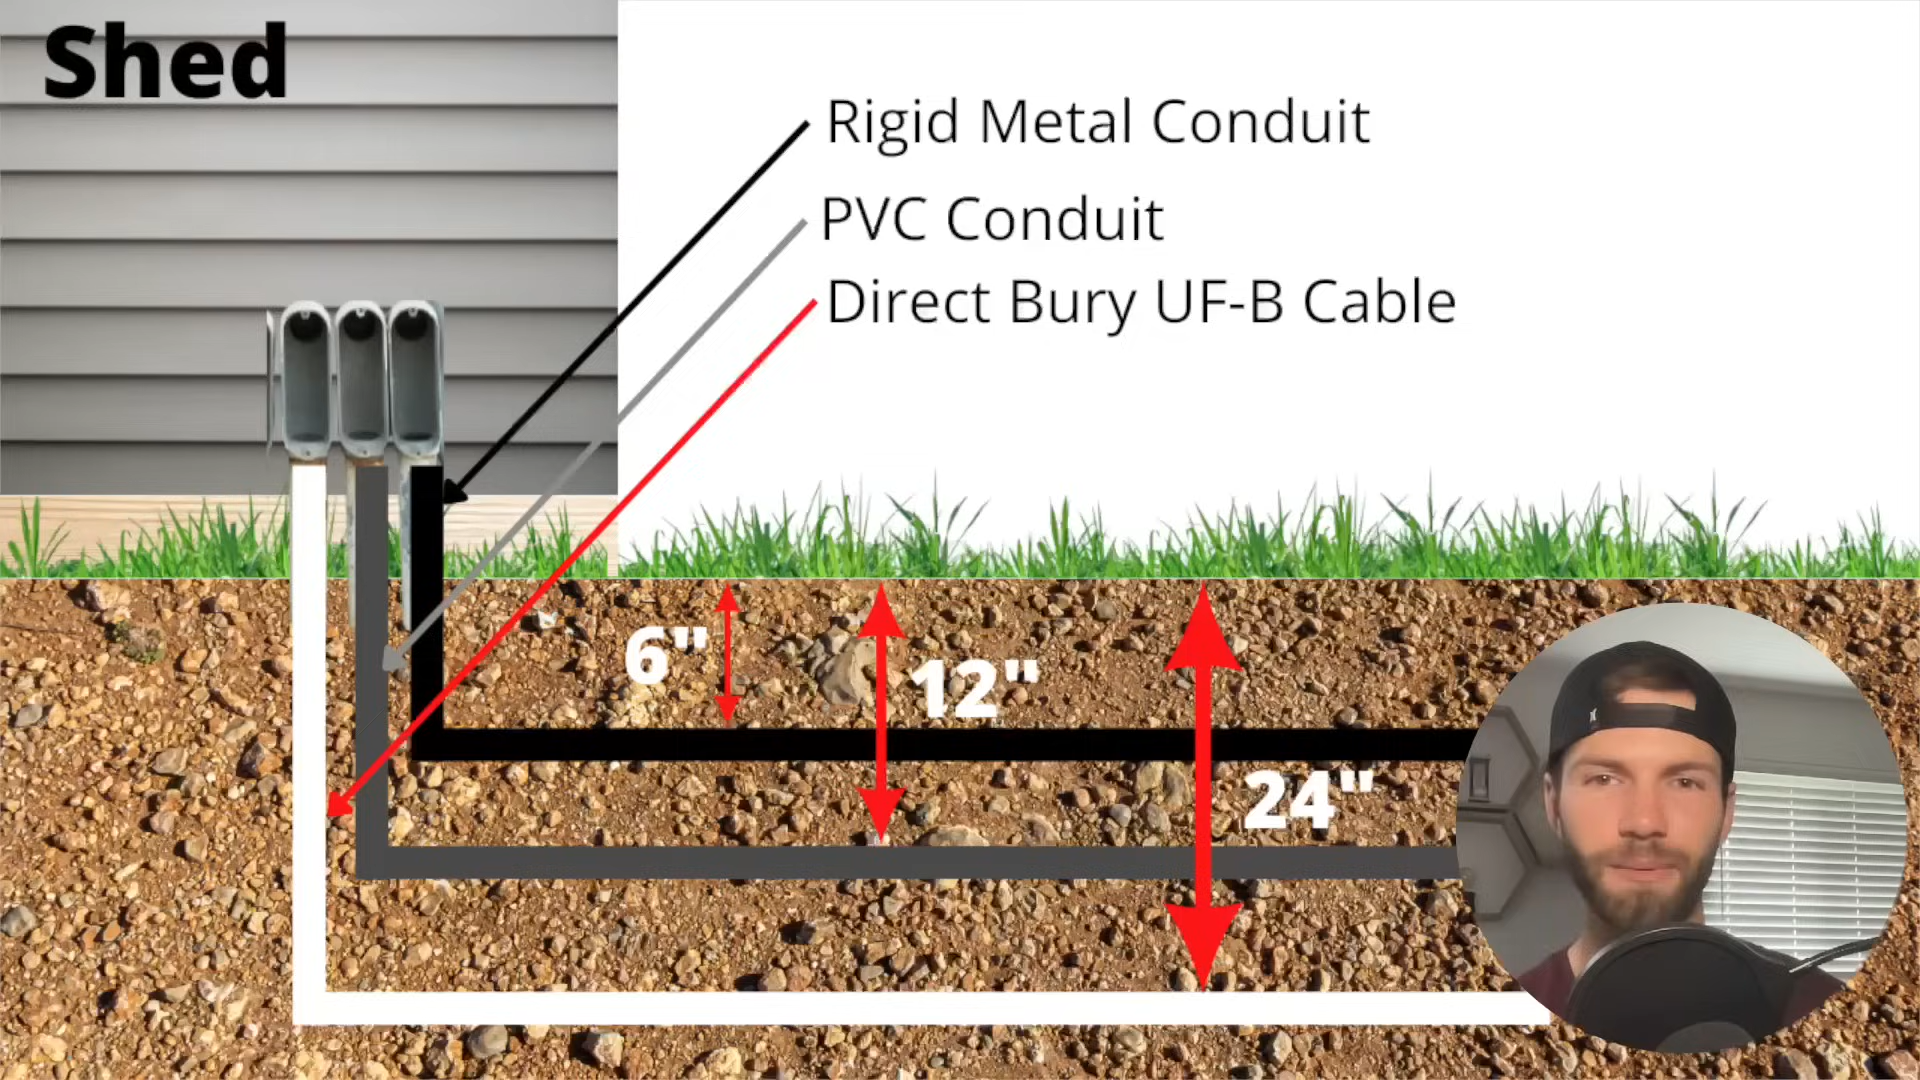 Shed
Rigid Metal Conduit
PVC Conduit
Direct Bury UF-B Cable
6"
12"
24"